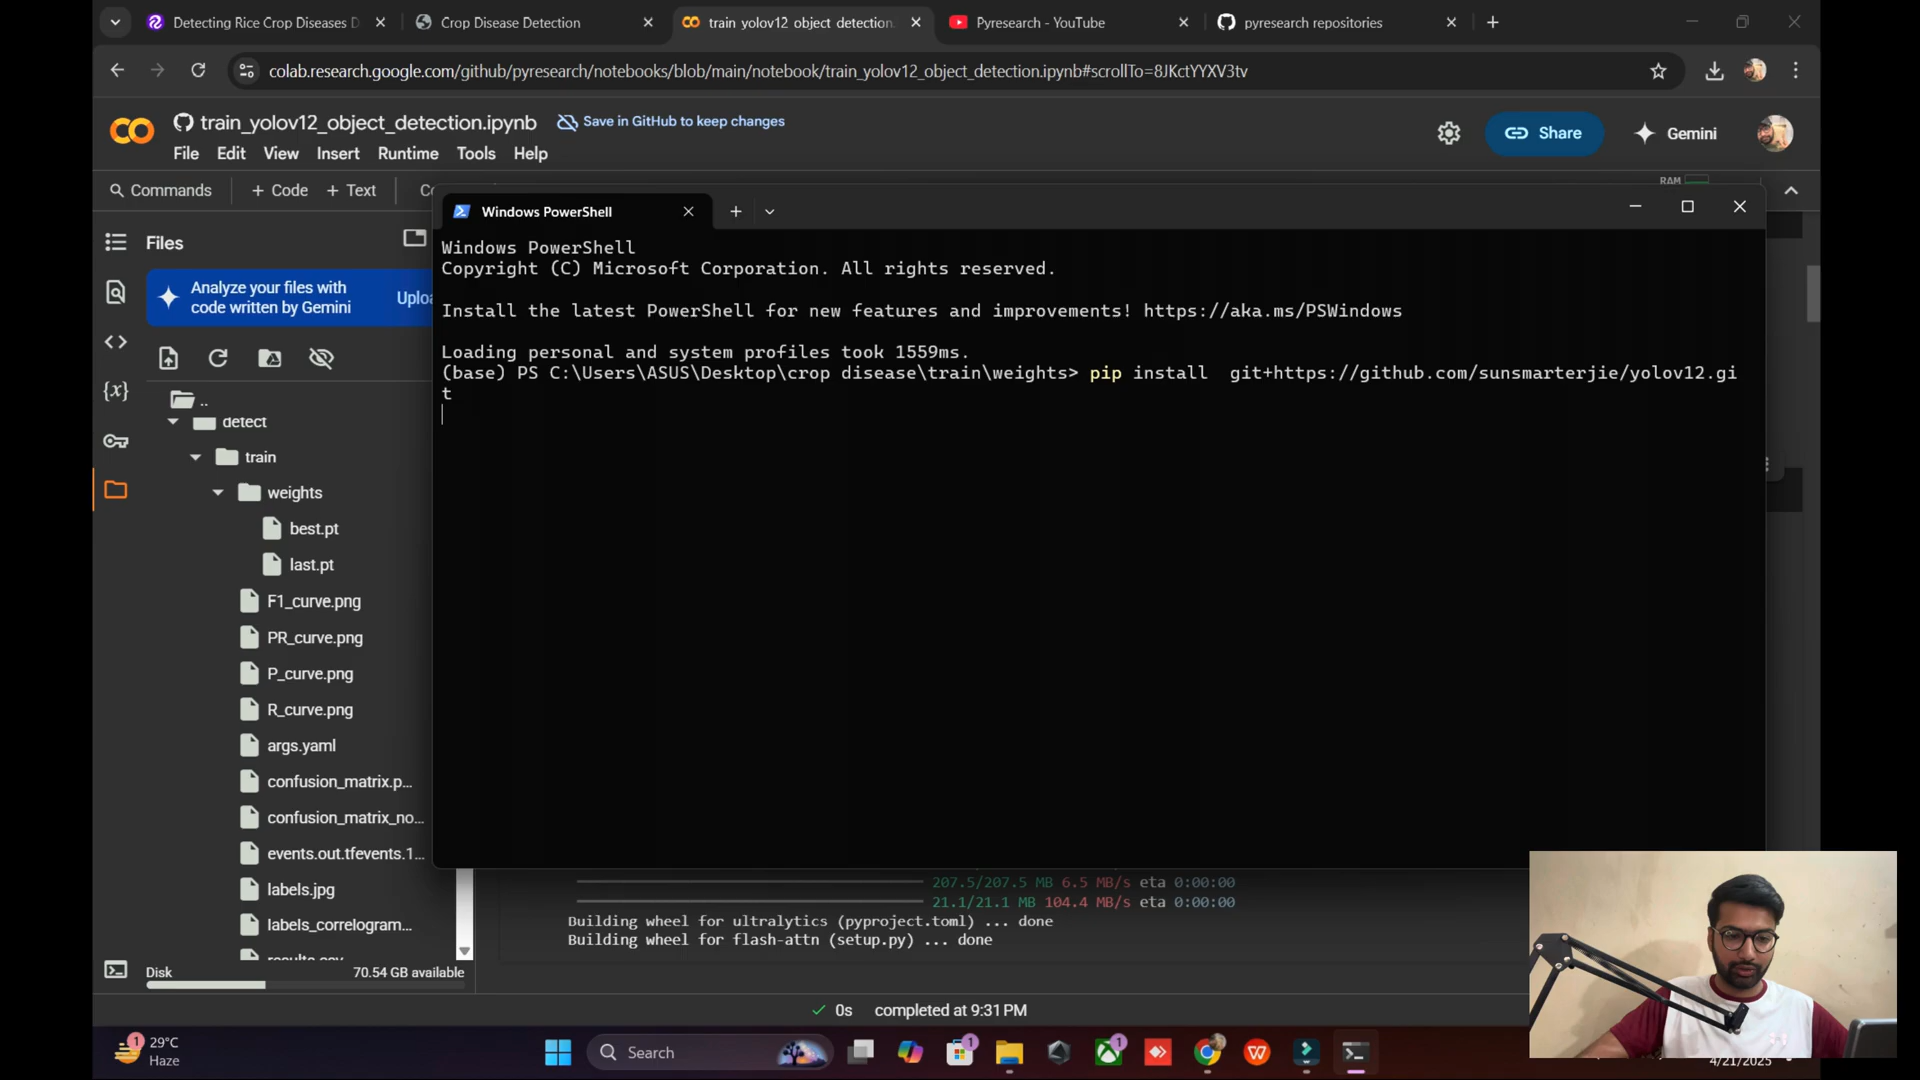 Detecting Rice Crop Diseases D
Crop Disease Detection
train yolov12 object detection.
Pyresearch - YouTube
pyresearch repositories
colab.research.google.com/github/pyresearch/notebooks/blob/main/notebook/train_yolov12_object_detection.ipynb#scrollTo=8JKctYYXV3tv
train_yolov12_object_detection.ipynb
Save in GitHub to keep changes
Share
Gemini
File Edit View Insert Runtime Tools Help
Commands
+ Code + Text
RAM
Files
Analyze your files with
code written by Gemini
..
detect
train
weights
best.pt
last.pt
F1_curve.png
PR_curve.png
P_curve.png
R_curve.png
args.yaml
confusion_matrix.p...
confusion_matrix_no...
events.out.tfevents.1...
labels.jpg
labels_correlogram...
Disk
70.54 GB available
Windows PowerShell
Windows PowerShell
Copyright (C) Microsoft Corporation. All rights reserved.
Install the latest PowerShell for new features and improvements! https://aka.ms/PSWindows
Loading personal and system profiles took 1559ms.
(base) PS C:\Users\ASUS\Desktop\crop disease\train\weights> pip install  git+https://github.com/sunsmarterjie/yolov12.gi
t
207.5/207.5 MB 6.5 MB/s eta 0:00:00
21.1/21.1 MB 104.4 MB/s eta 0:00:00
Building wheel for ultralytics (pyproject.toml) ... done
Building wheel for flash-attn (setup.py) ... done
0s completed at 9:31 PM
1
29°C
Haze
Search
1
1
4/21/2025